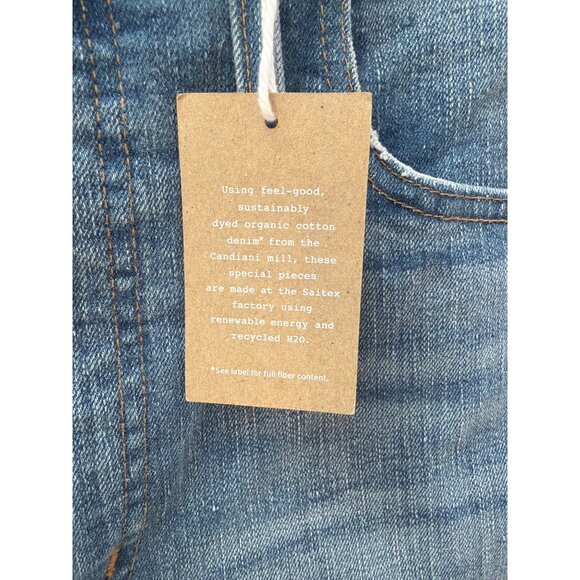 Using feel-good,
sustainably
dyed organic cotton
denim* from the
Candiani mill, these
special pieces
are made at the Saitex
factory using
renewable energy and
recycled H2O.
*See label for full fiber content.